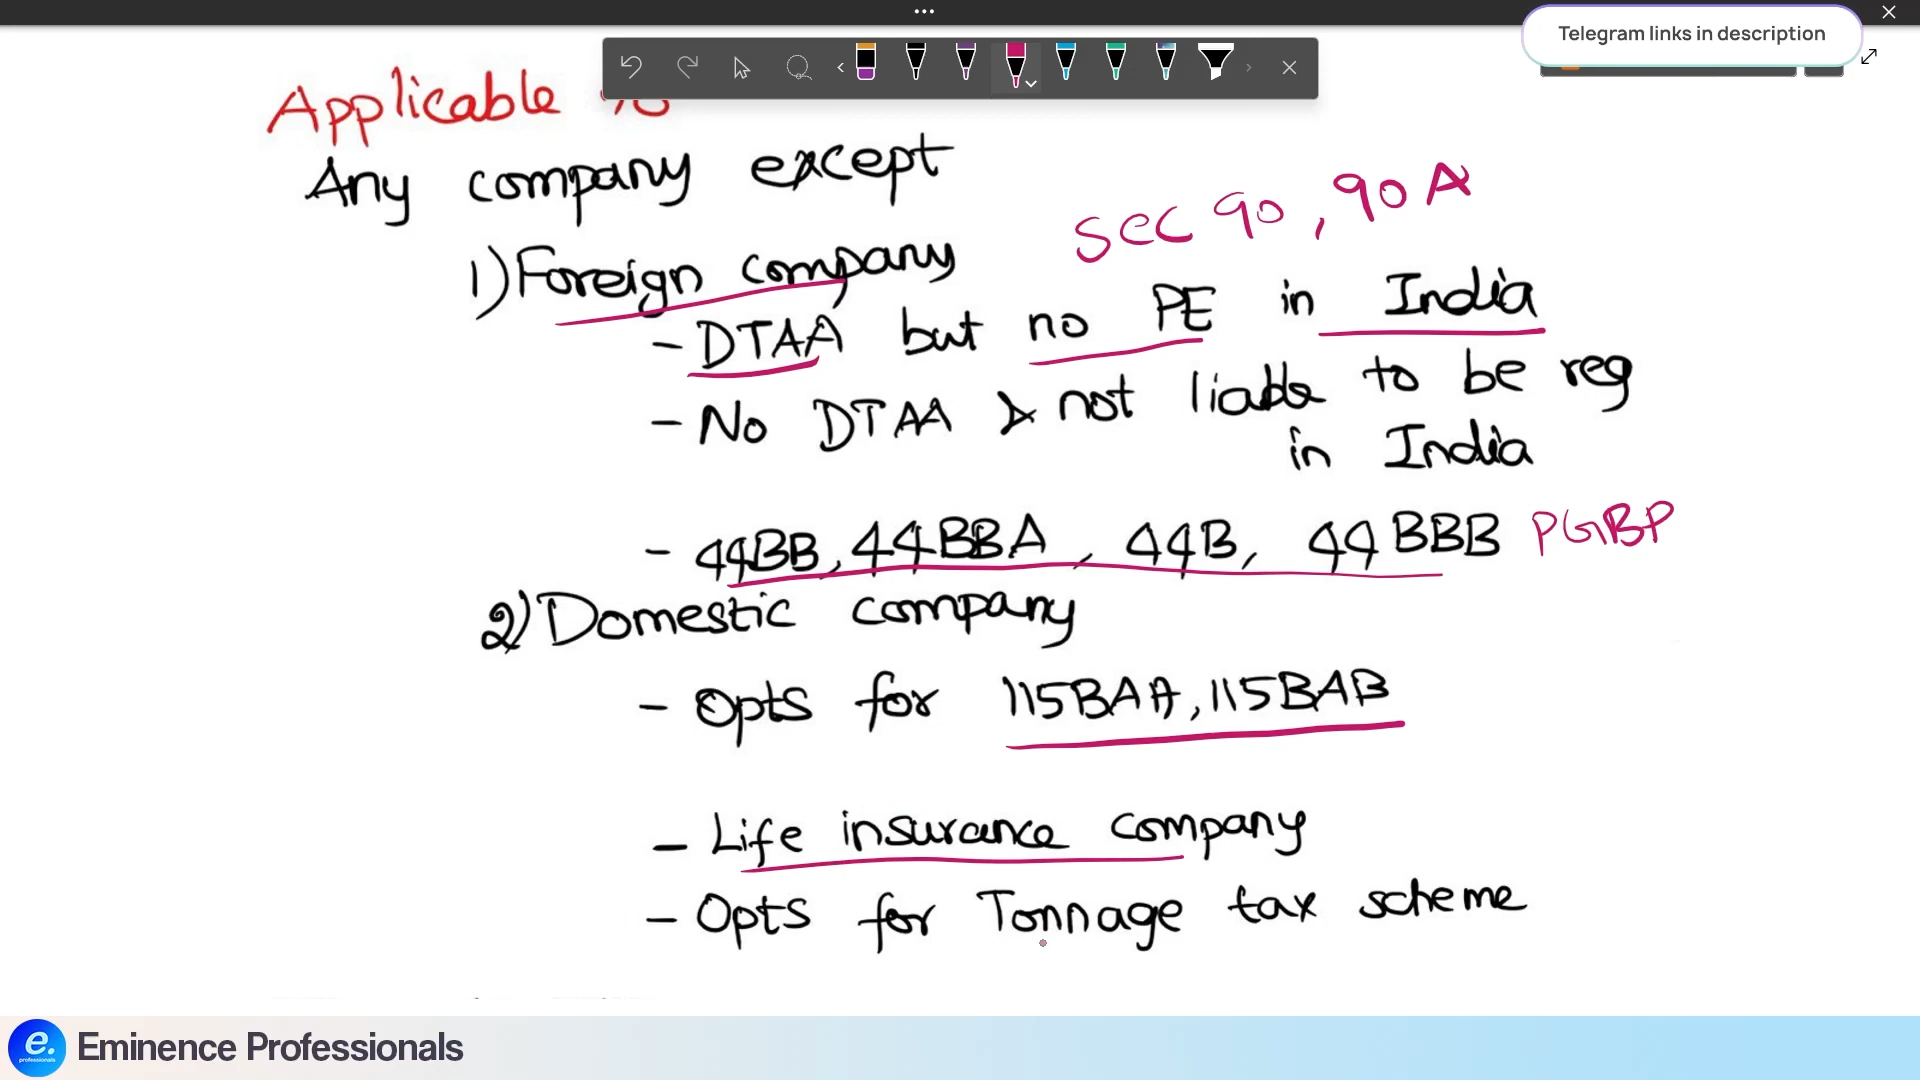 Telegram links in description
Applicable to
Any company except
sec 90, 90A
1) Foreign company
- DTAA but no PE in India
- No DTAA & not liable to be reg
in India
- 44BB, 44BBA, 44B, 44BBB PGBP
2) Domestic company
- Opts for 115BAA, 115BAB
- Life insurance company
- Opts for Tonnage tax scheme
e.
professionals
Eminence Professionals